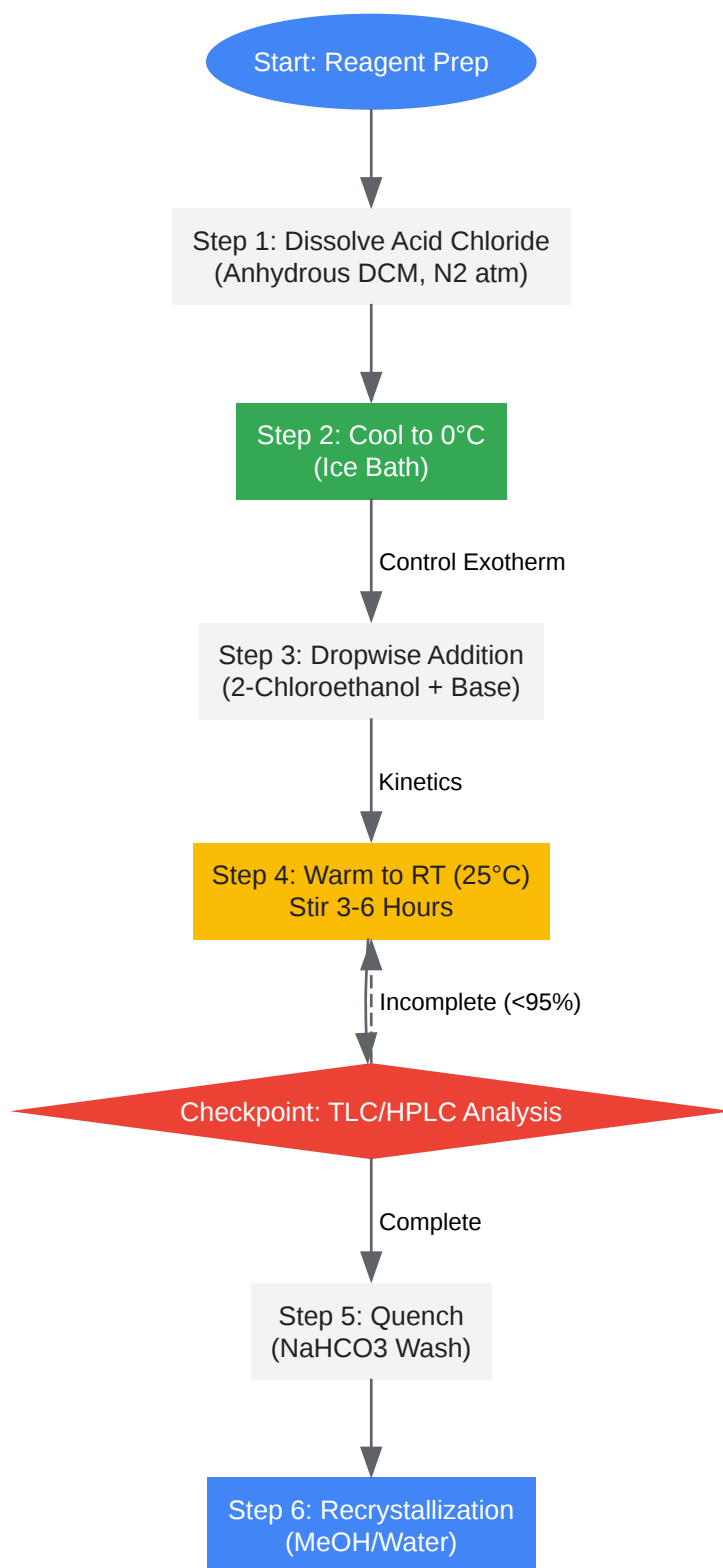 Start: Reagent Prep
Step 1: Dissolve Acid Chloride
(Anhydrous DCM, N2 atm)
Step 2: Cool to 0°C
(Ice Bath)
Control Exotherm
Step 3: Dropwise Addition
(2-Chloroethanol + Base)
Kinetics
Step 4: Warm to RT (25°C)
Stir 3-6 Hours
Incomplete (<95%)
Checkpoint: TLC/HPLC Analysis
Complete
Step 5: Quench
(NaHCO3 Wash)
Step 6: Recrystallization
(MeOH/Water)